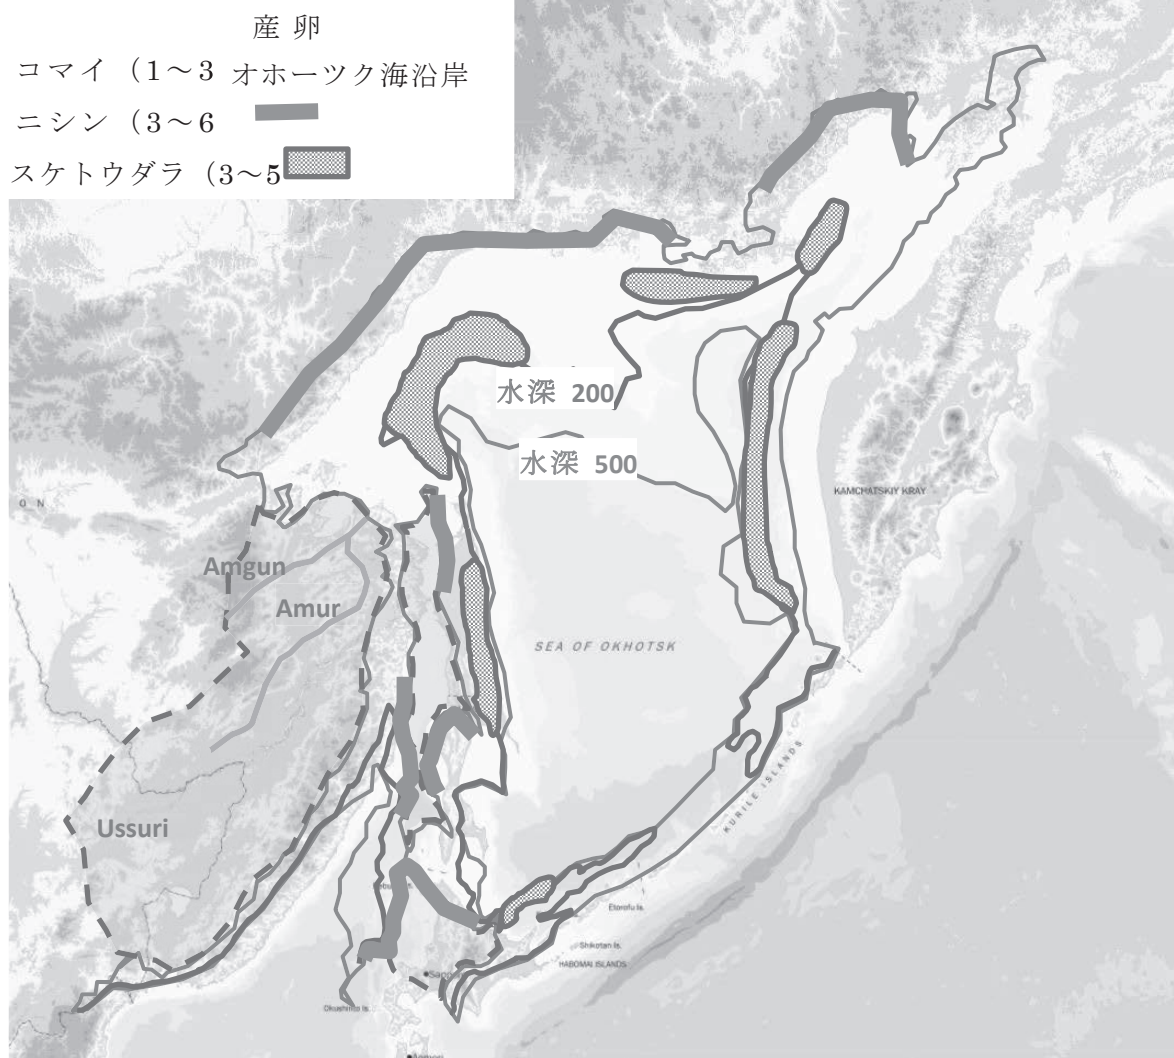 産 卵
コマイ（1～3 オホーツク海沿岸
ニシン（3～6
スケトウダラ（3～5
水深 200
水深 500
O N
KAMCHATSKIY KRAY
Amgun
Amur
SEA OF OKHOTSK
KURILE ISLANDS
Ussuri
Etorofu Is.
Shikotan Is.
HABOMAI ISLANDS
Okushiri Is.